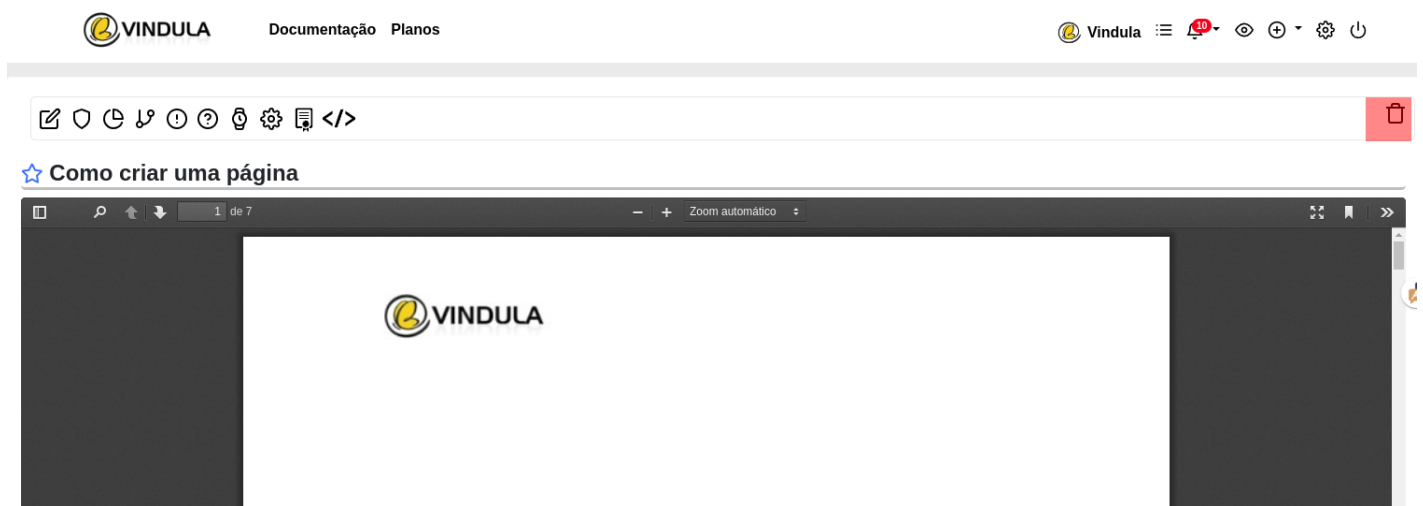 VINDULA Documentação Planos Vindula 10
</>
Como criar uma página
1 de 7 Zoom automático
VINDULA